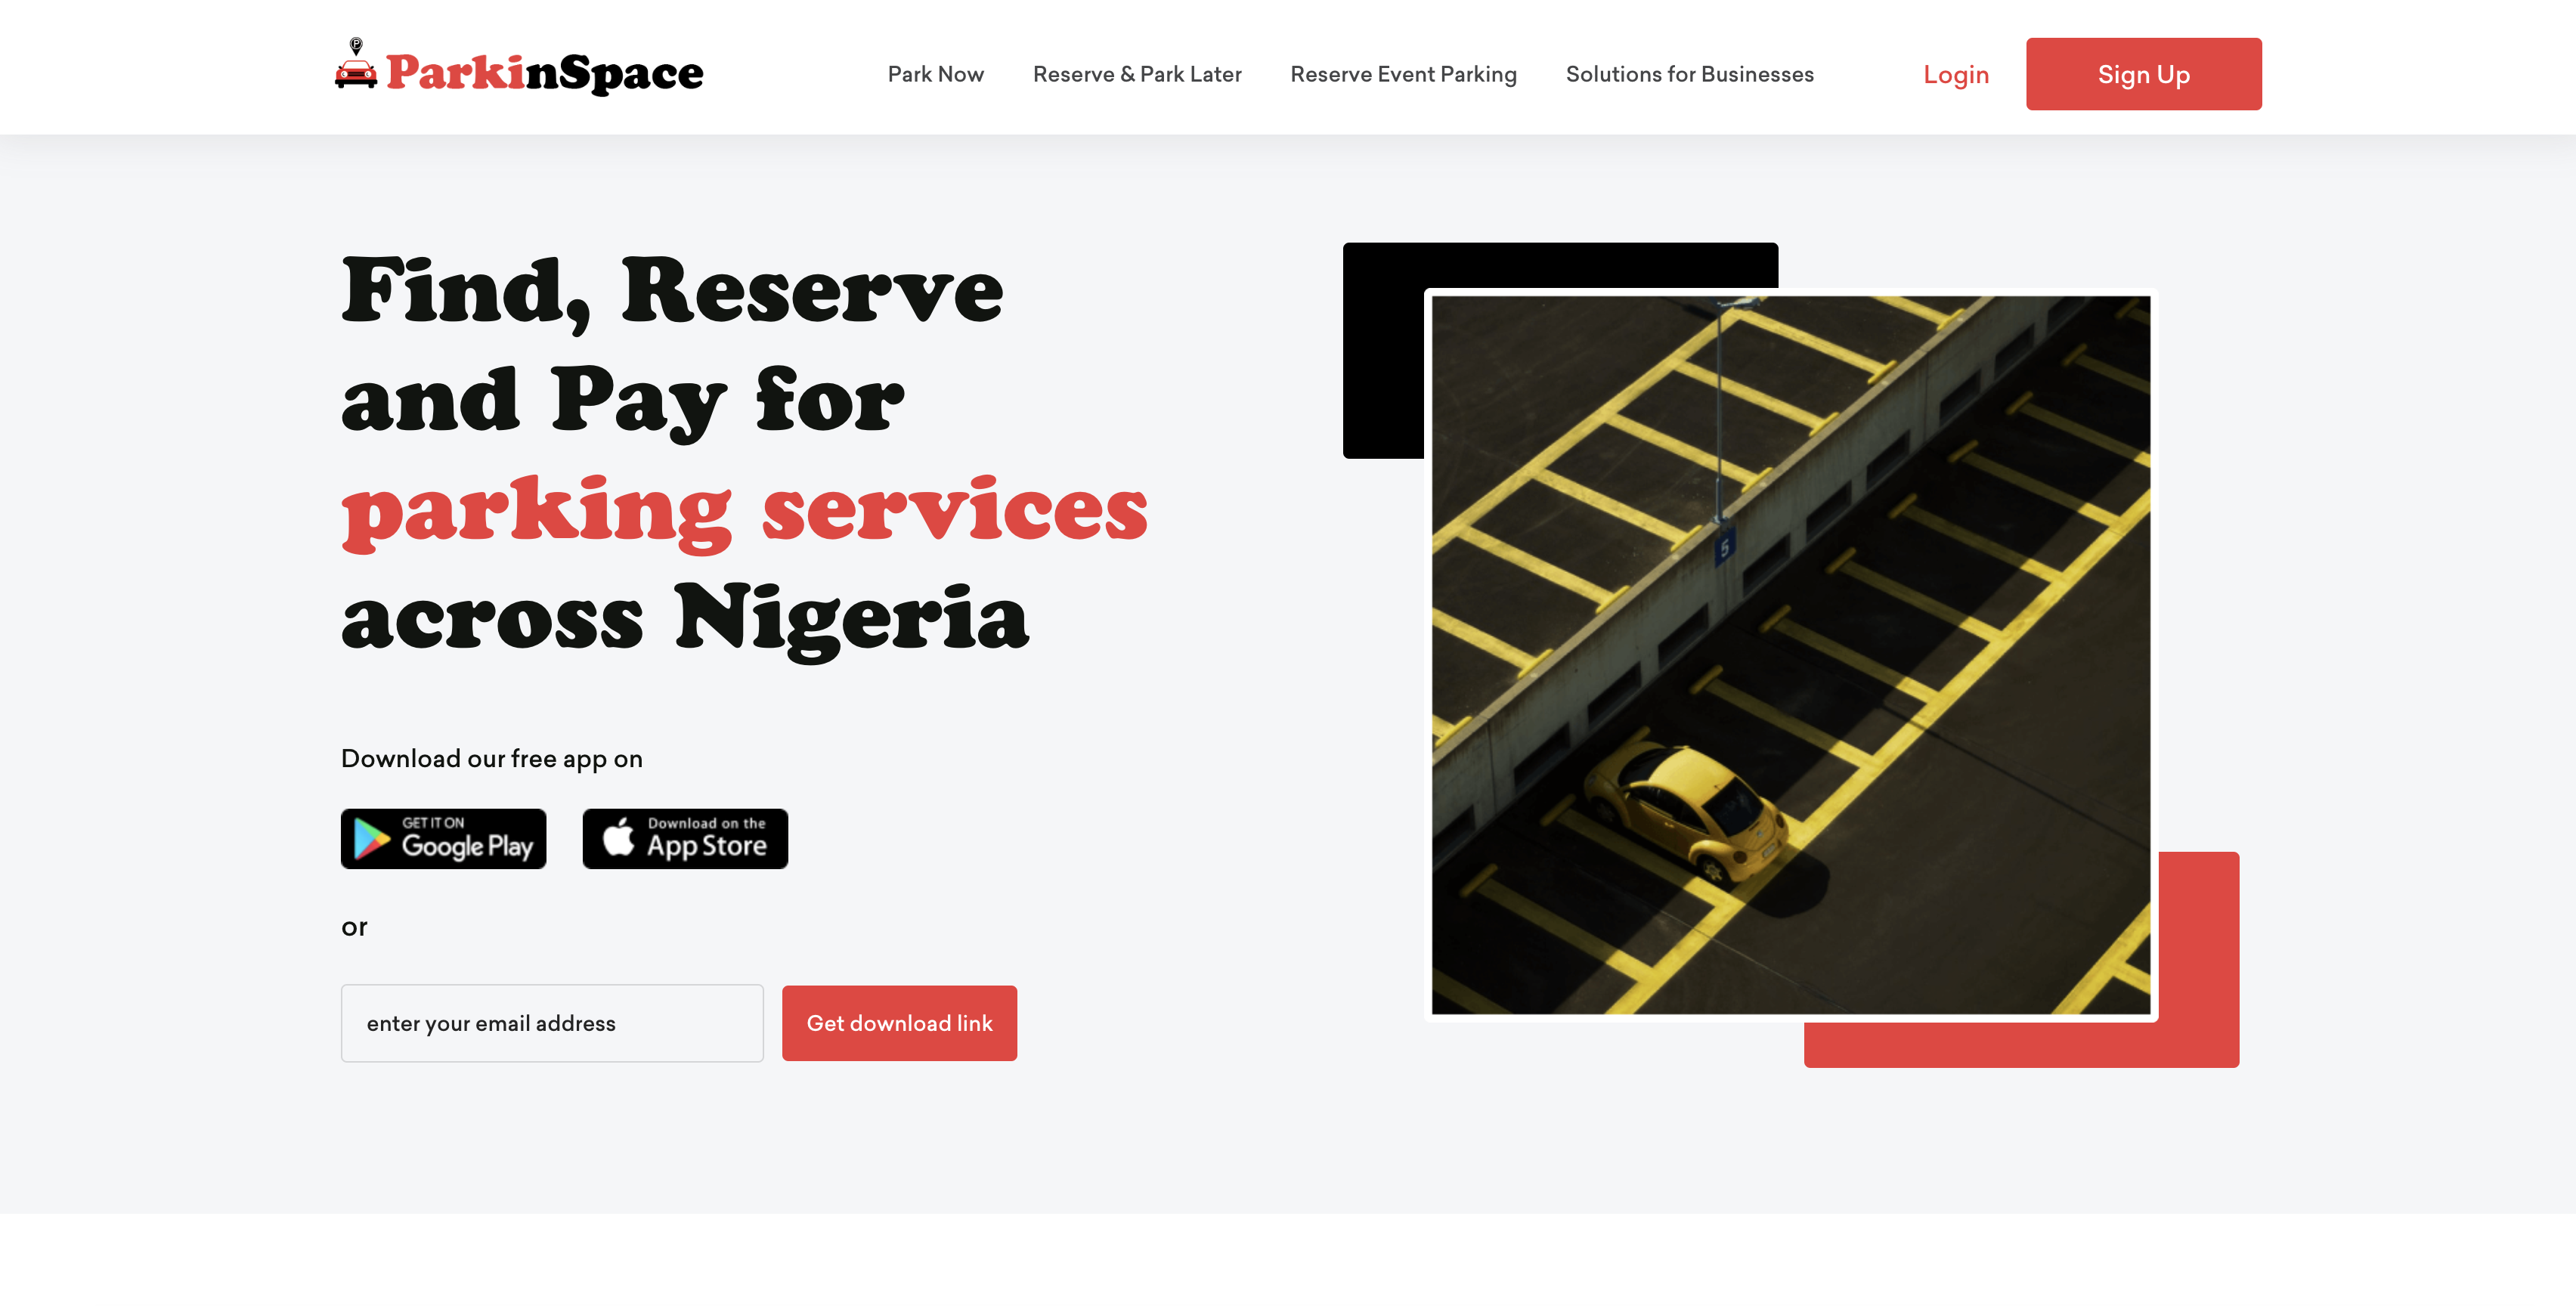 P
ParkinSpace
Park Now
Reserve & Park Later
Reserve Event Parking
Solutions for Businesses
Login
Sign Up
Find, Reserve
and Pay for
parking services
across Nigeria
5
Download our free app on
GET IT ON
Google Play
Download on the
App Store
or
enter your email address
Get download link